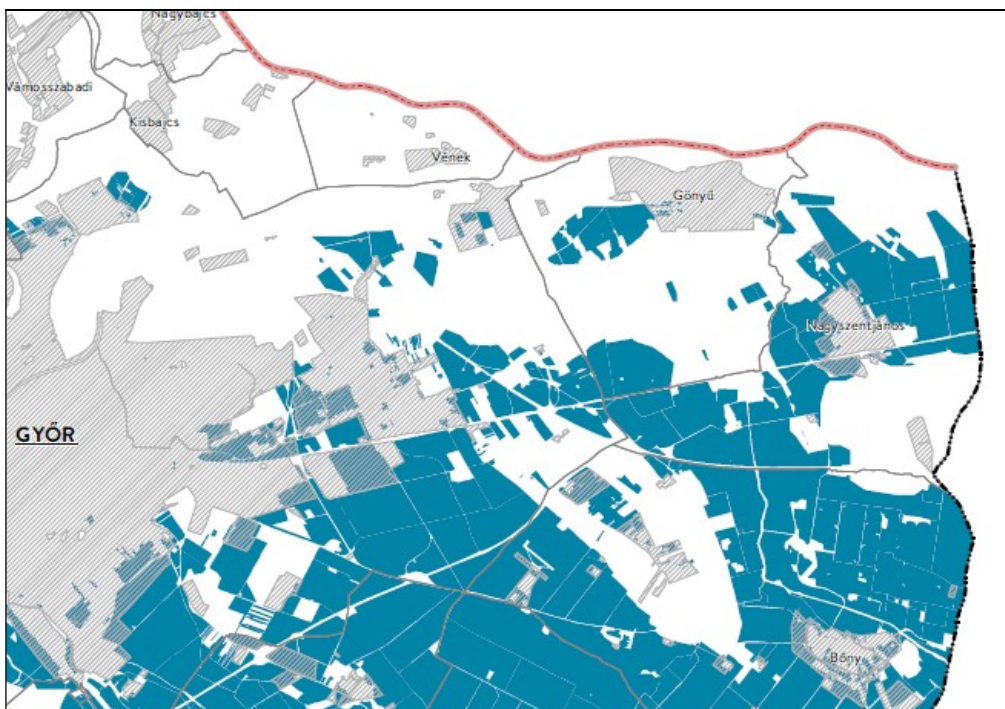 Nagybajcs
Vámosszabadi
Kisbajcs
Vének
Gönyű
Nagyszentjános
GYŐR
Bőny